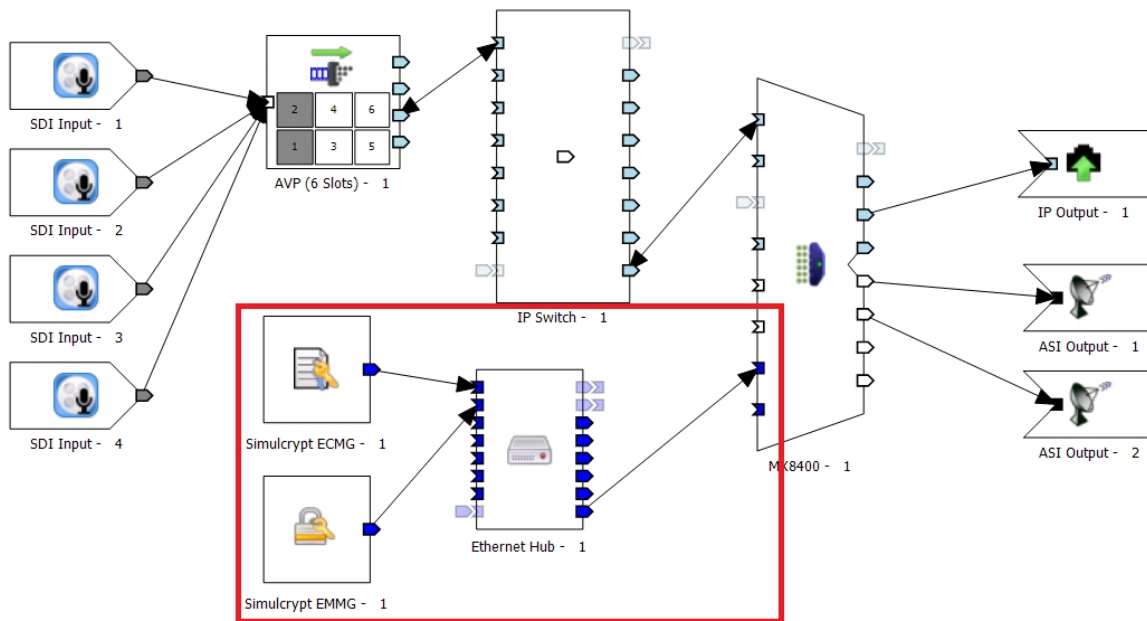 SDI Input - 1
SDI Input - 2
SDI Input - 3
SDI Input - 4
2 4 6
1 3 5
AVP (6 Slots) - 1
IP Switch - 1
Simulcrypt ECMG - 1
Simulcrypt EMMG - 1
Ethernet Hub - 1
MX8400 - 1
IP Output - 1
ASI Output - 1
ASI Output - 2